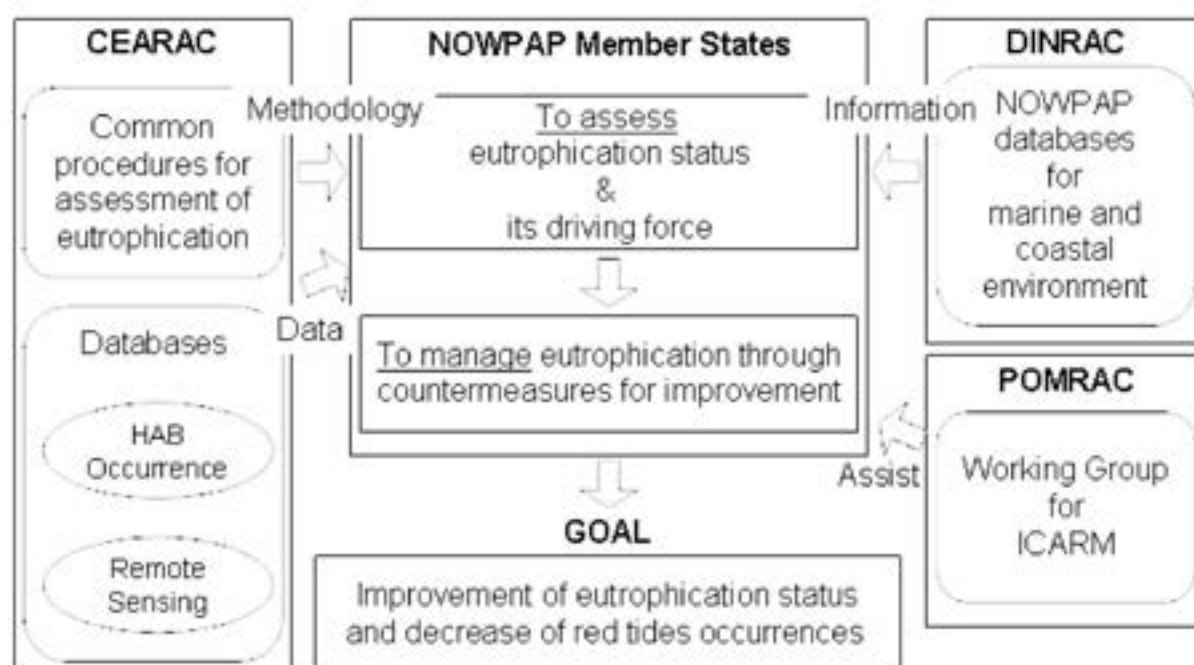 CEARAC
Common
procedures for
assessment of
eutrophication
Databases
HAB
Occurrence
Remote
Sensing
Methodology
Data
NOWPAP Member States
To assess
eutrophication status
&
its driving force
To manage eutrophication through
countermeasures for improvement
GOAL
Improvement of eutrophication status
and decrease of red tides occurrences
Information
Assist
DINRAC
NOWPAP
databases
for
marine and
coastal
environment
POMRAC
Working Group
for
ICARM